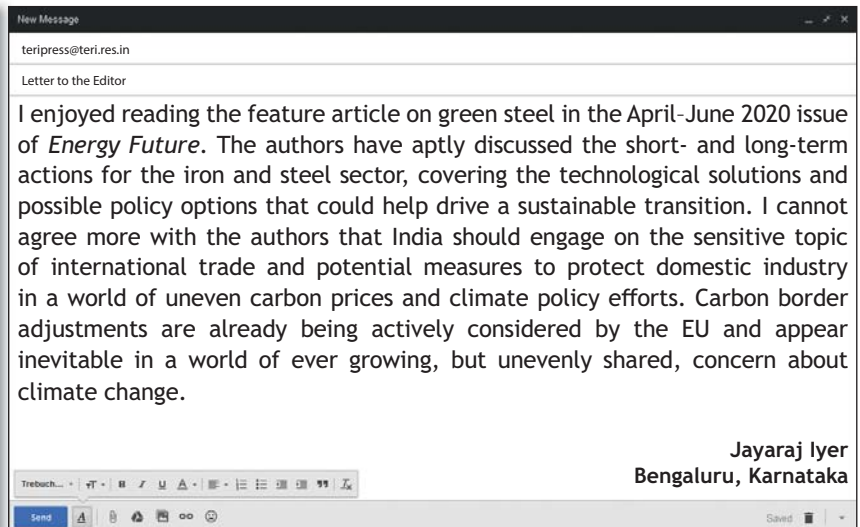 New Message
teripress@teri.res.in
Letter to the Editor
I enjoyed reading the feature article on green steel in the April–June 2020 issue
of Energy Future. The authors have aptly discussed the short- and long-term
actions for the iron and steel sector, covering the technological solutions and
possible policy options that could help drive a sustainable transition. I cannot
agree more with the authors that India should engage on the sensitive topic
of international trade and potential measures to protect domestic industry
in a world of uneven carbon prices and climate policy efforts. Carbon border
adjustments are already being actively considered by the EU and appear
inevitable in a world of ever growing, but unevenly shared, concern about
climate change.
Jayaraj Iyer
Bengaluru, Karnataka
Trebuch...
Send
Saved